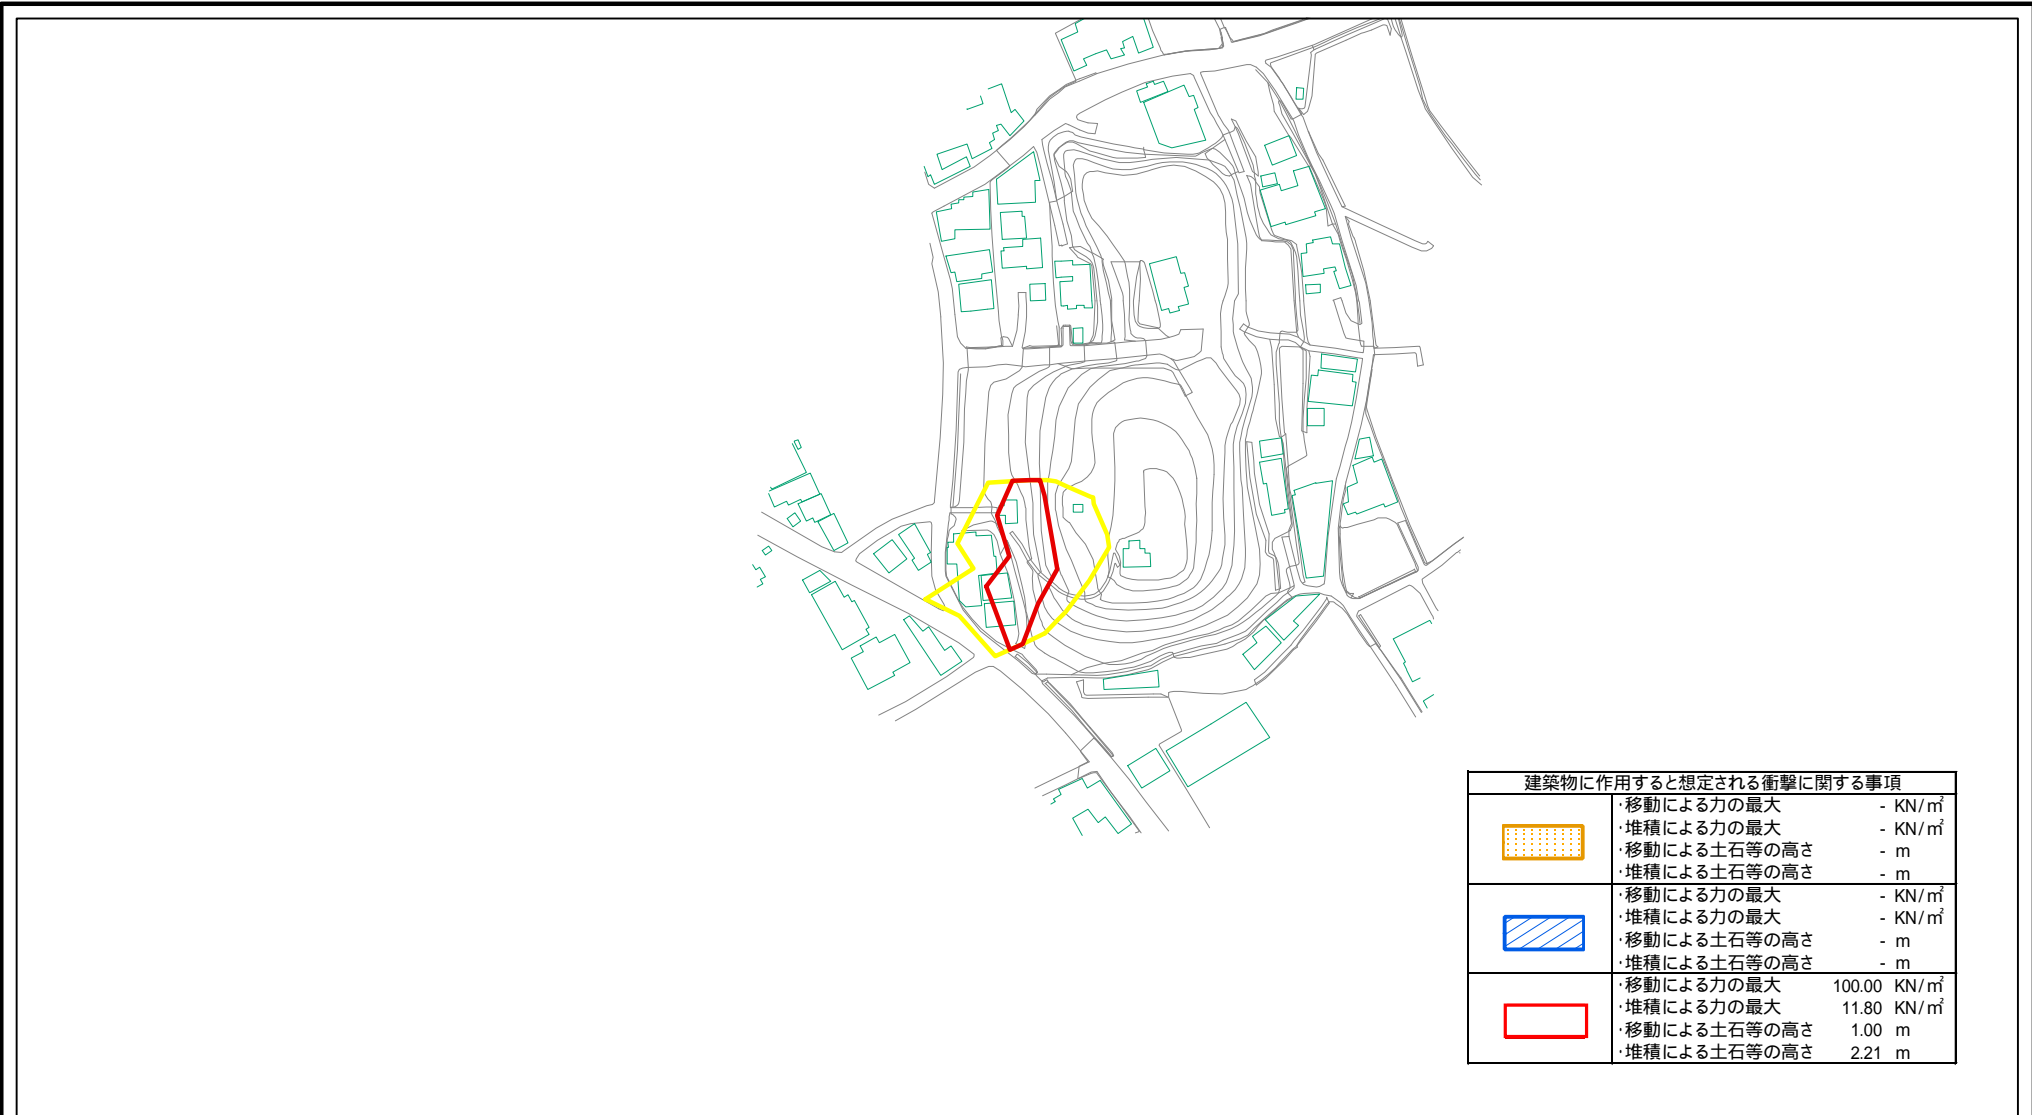 建築物に作用すると想定される衝撃に関する事項
・移動による力の最大 - KN/㎡
・堆積による力の最大 - KN/㎡
・移動による土石等の高さ - m
・堆積による土石等の高さ - m
・移動による力の最大 - KN/㎡
・堆積による力の最大 - KN/㎡
・移動による土石等の高さ - m
・堆積による土石等の高さ - m
・移動による力の最大 100.00 KN/㎡
・堆積による力の最大 11.80 KN/㎡
・移動による土石等の高さ 1.00 m
・堆積による土石等の高さ 2.21 m